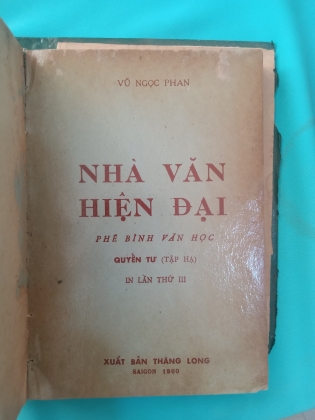 VŨ NGỌC PHAN
NHÀ VĂN
HIỆN ĐẠI
PHÊ BÌNH VĂN HỌC
QUYỂN TƯ (TẬP HẠ)
IN LẦN THỨ III
XUẤT BẢN THĂNG LONG
SAIGON 1960